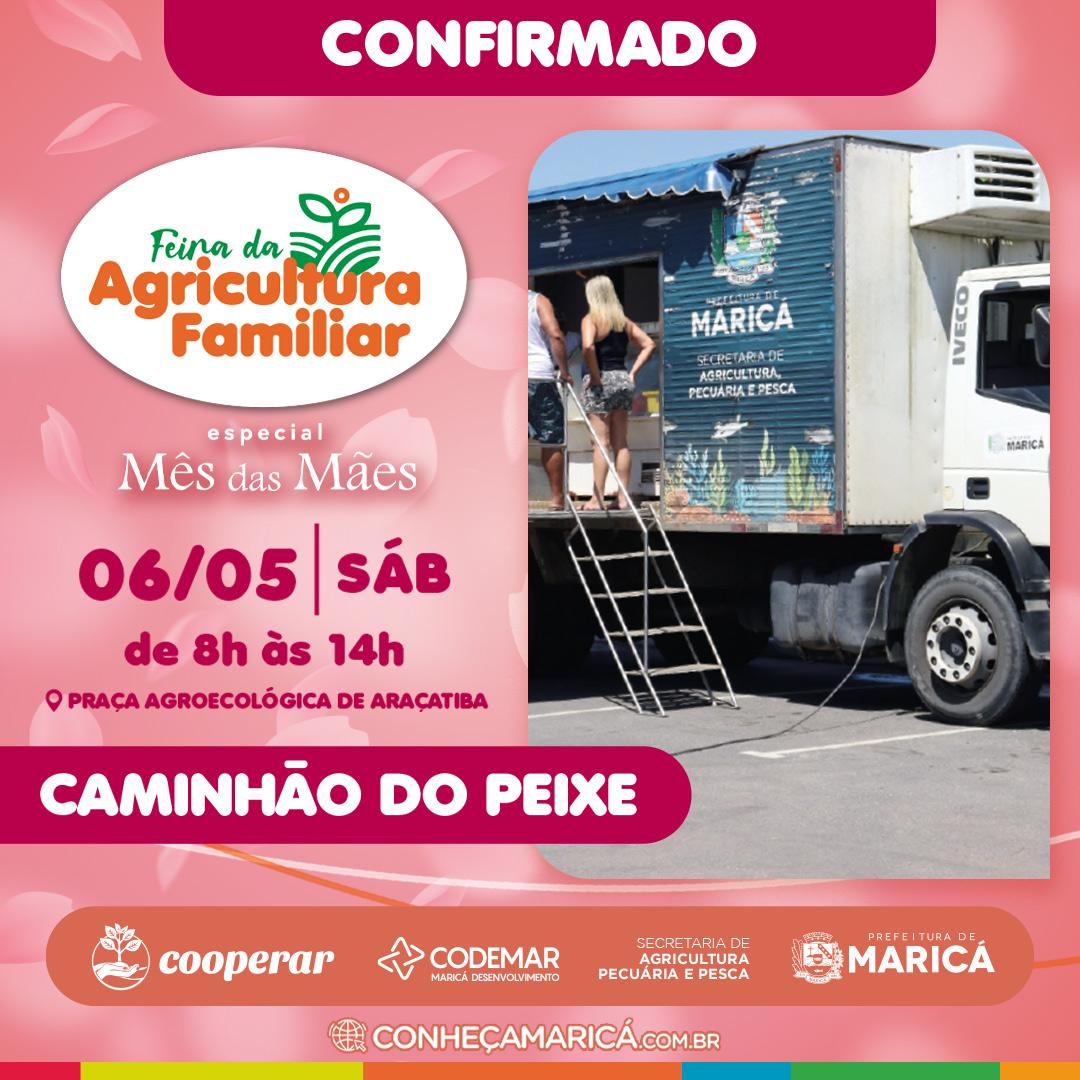 CONFIRMADO
Feira da
Agricultura
Familiar
especial
Mês das Mães
06/05 | SÁB
de 8h às 14h
PRAÇA AGROECOLÓGICA DE ARAÇATIBA
CAMINHÃO DO PEIXE
PREFEITURA DE
MARICÁ
SECRETARIA DE
AGRICULTURA,
PECUÁRIA E PESCA
IVECO
MARICÁ
cooperar
CODEMAR
MARICÁ DESENVOLVIMENTO
SECRETARIA DE
AGRICULTURA
PECUÁRIA E PESCA
PREFEITURA DE
MARICÁ
CONHEÇAMARICÁ.COM.BR